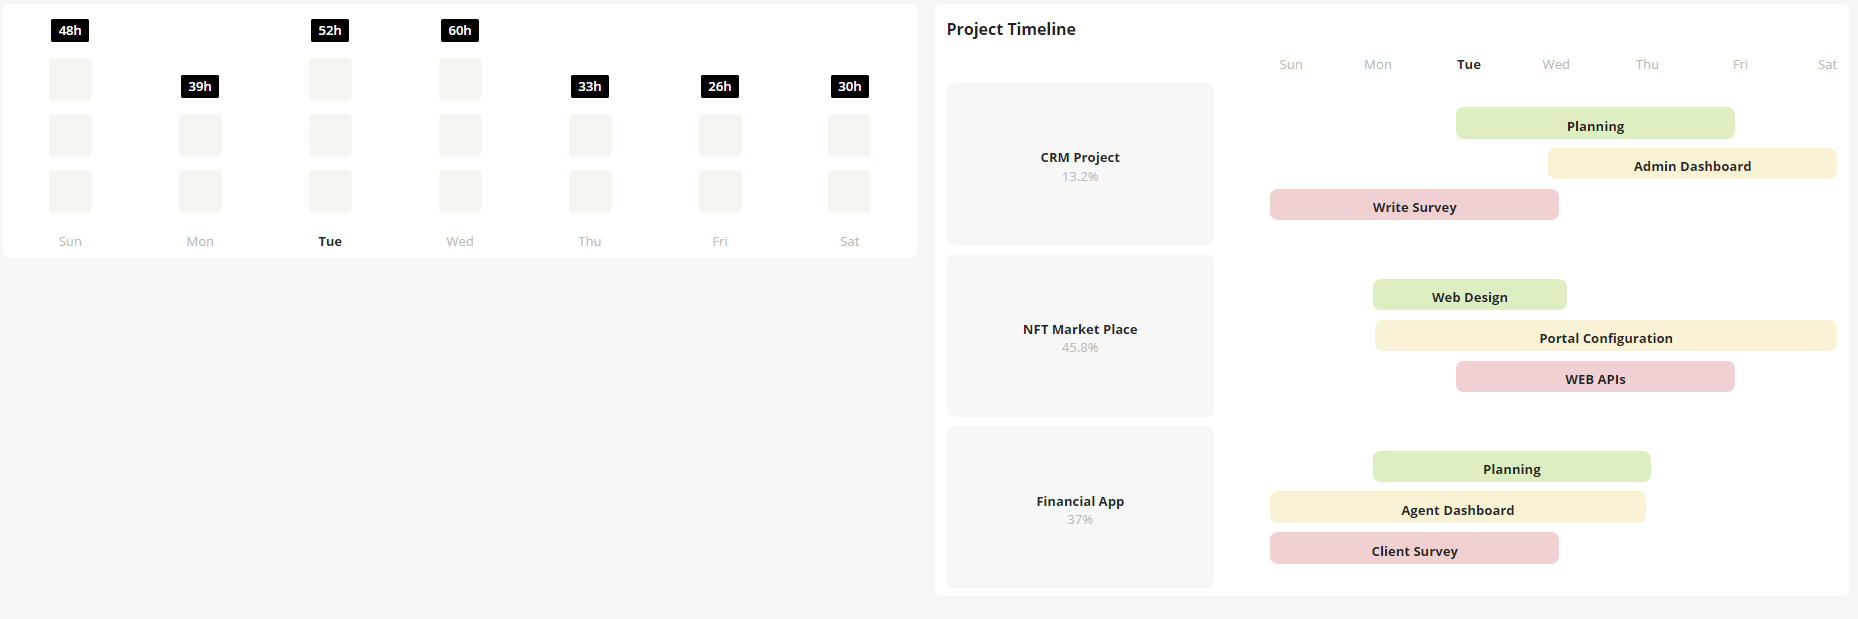 48h
52h
60h
39h
33h
26h
30h
Sun Mon Tue Wed Thu Fri Sat
Project Timeline
Sun Mon Tue Wed Thu Fri Sat
CRM Project
13.2%
Planning
Admin Dashboard
Write Survey
NFT Market Place
45.8%
Web Design
Portal Configuration
WEB APIs
Financial App
37%
Planning
Agent Dashboard
Client Survey